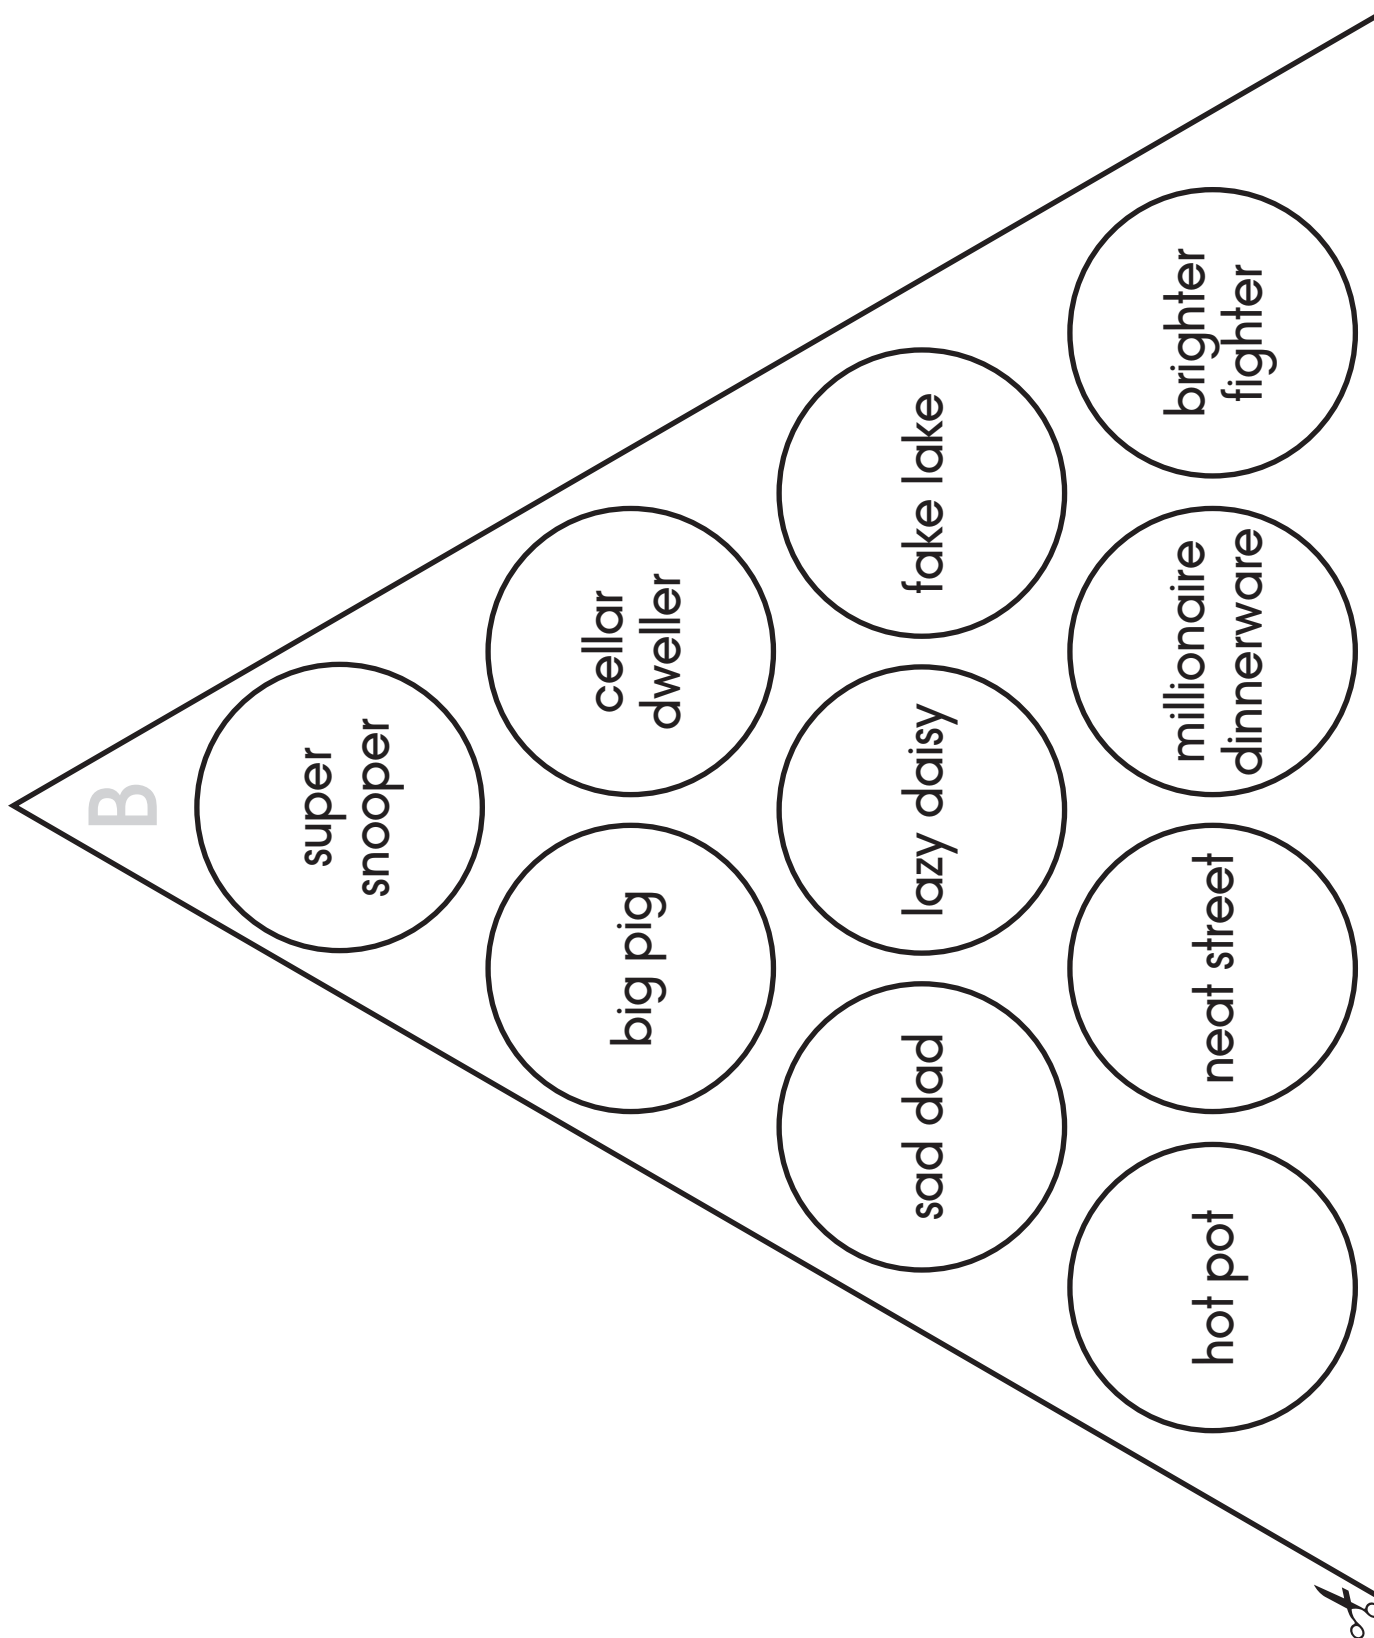 B
super
snooper
big pig
cellar
dweller
sad dad
lazy daisy
fake lake
hot pot
neat street
millionaire
dinnerware
brighter
fighter